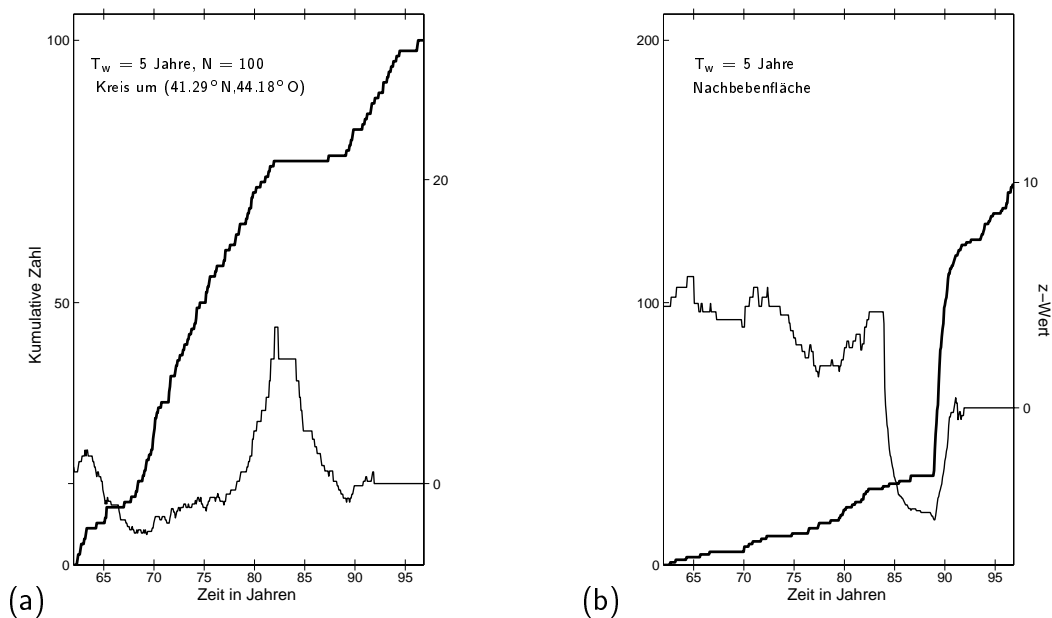 100
50
0
Kumulative Zahl
T_w = 5 Jahre, N = 100
Kreis um (41.29°N,44.18°O)
20
0
65 70 75 80 85 90 95
Zeit in Jahren
(a)
200
100
0
T_w = 5 Jahre
Nachbebenfläche
10
0
z-Wert
65 70 75 80 85 90 95
Zeit in Jahren
(b)